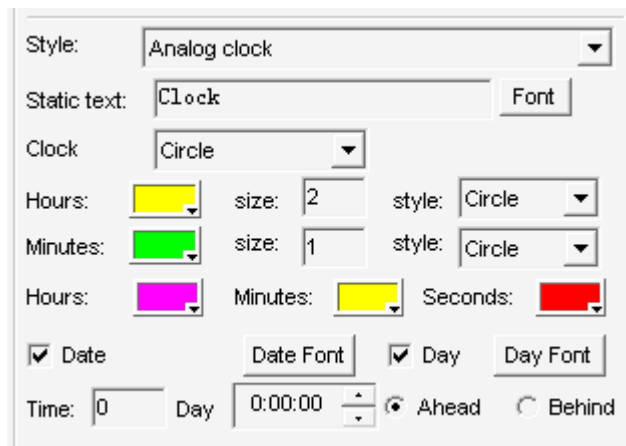 Style: Analog clock
Static text: Clock Font
Clock Circle
Hours: size: 2 style: Circle
Minutes: size: 1 style: Circle
Hours: Minutes: Seconds:
Date Date Font Day Day Font
Time: 0 Day 0:00:00 Ahead Behind